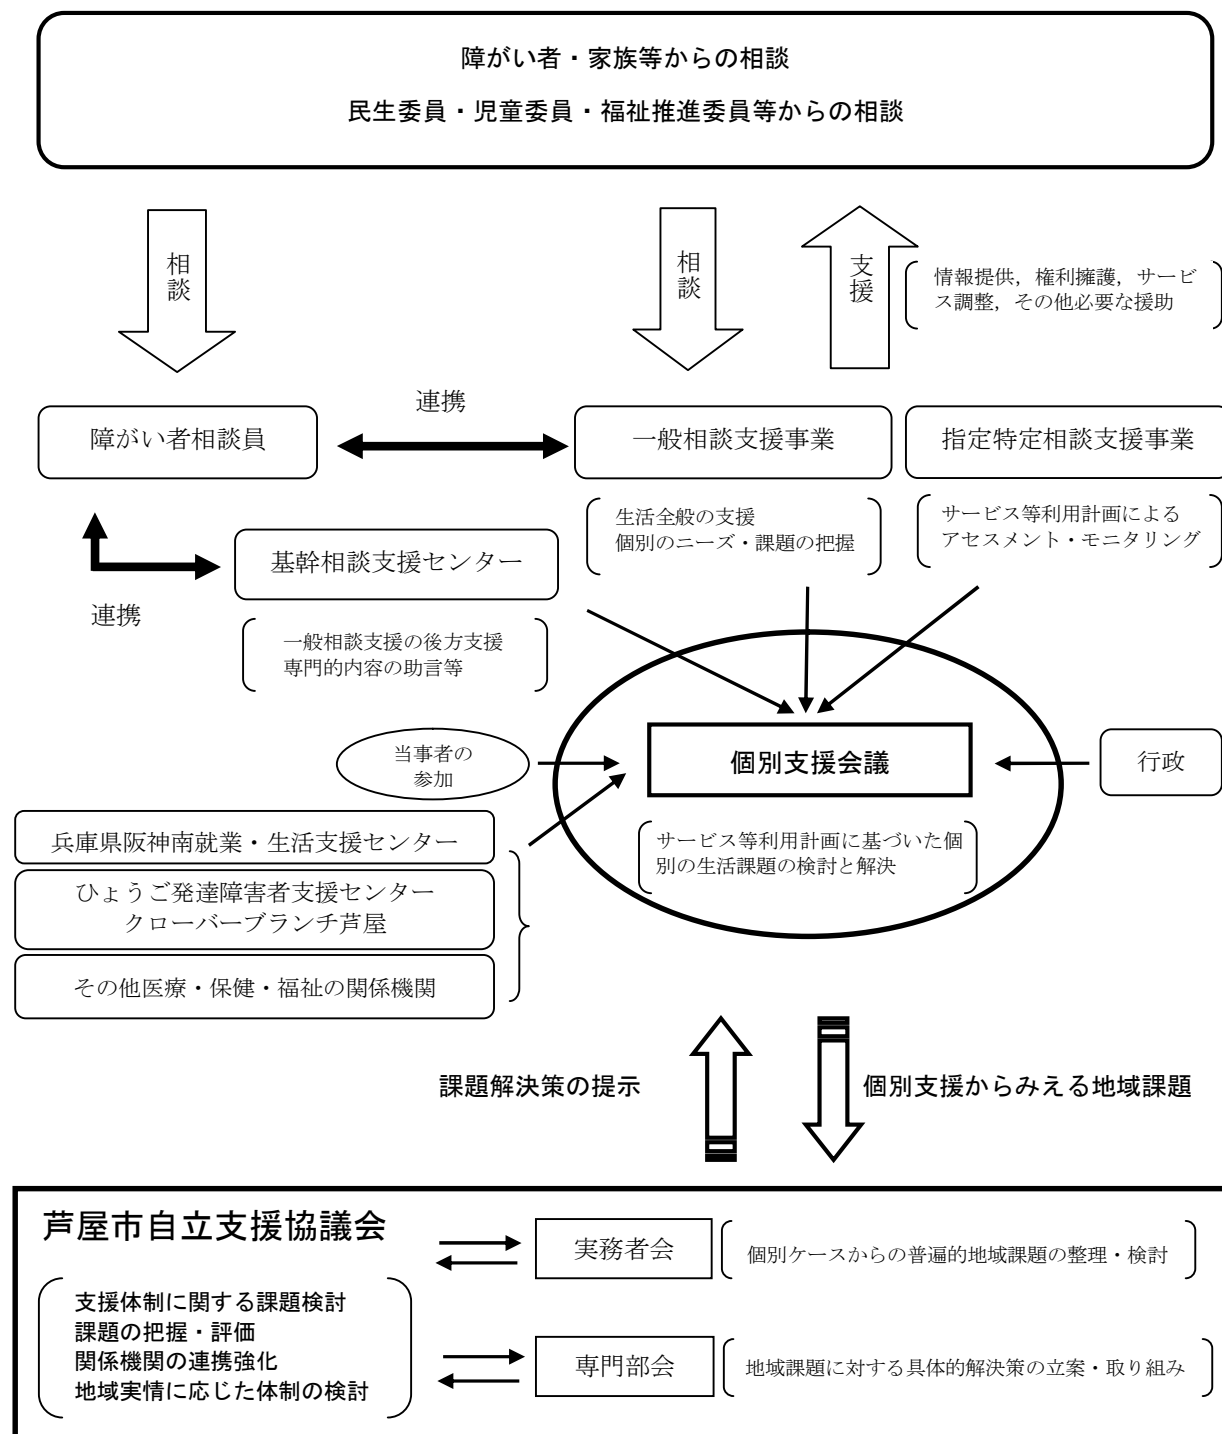 障がい者・家族等からの相談
民生委員・児童委員・福祉推進委員等からの相談
相談
相談
支援
情報提供，権利擁護，サービ
ス調整，その他必要な援助
連携
障がい者相談員
一般相談支援事業
指定特定相談支援事業
生活全般の支援
個別のニーズ・課題の把握
サービス等利用計画による
アセスメント・モニタリング
基幹相談支援センター
連携
一般相談支援の後方支援
専門的内容の助言等
当事者の
参加
個別支援会議
行政
兵庫県阪神南就業・生活支援センター
サービス等利用計画に基づいた個
別の生活課題の検討と解決
ひょうご発達障害者支援センター
クローバーブランチ芦屋
その他医療・保健・福祉の関係機関
課題解決策の提示
個別支援からみえる地域課題
芦屋市自立支援協議会
実務者会
個別ケースからの普遍的地域課題の整理・検討
支援体制に関する課題検討
課題の把握・評価
関係機関の連携強化
地域実情に応じた体制の検討
専門部会
地域課題に対する具体的解決策の立案・取り組み